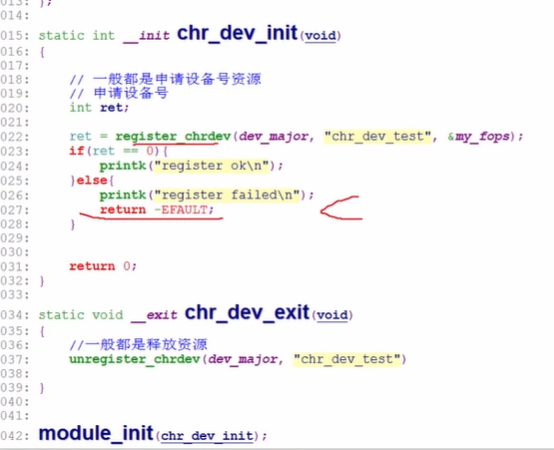 013: };
014:
015: static int __init chr_dev_init(void)
016: {
017:
018: // 一般都是申请设备号资源
019: // 申请设备号
020: int ret;
021:
022: ret = register_chrdev(dev_major, "chr_dev_test", &my_fops);
023: if(ret == 0){
024: printk("register ok\n");
025: }else{
026: printk("register failed\n");
027: return -EFAULT;
028: }
029:
030:
031: return 0;
032: }
033:
034: static void __exit chr_dev_exit(void)
035: {
036: //一般都是释放资源
037: unregister_chrdev(dev_major, "chr_dev_test")
038:
039: }
040:
041:
042: module_init(chr_dev_init);